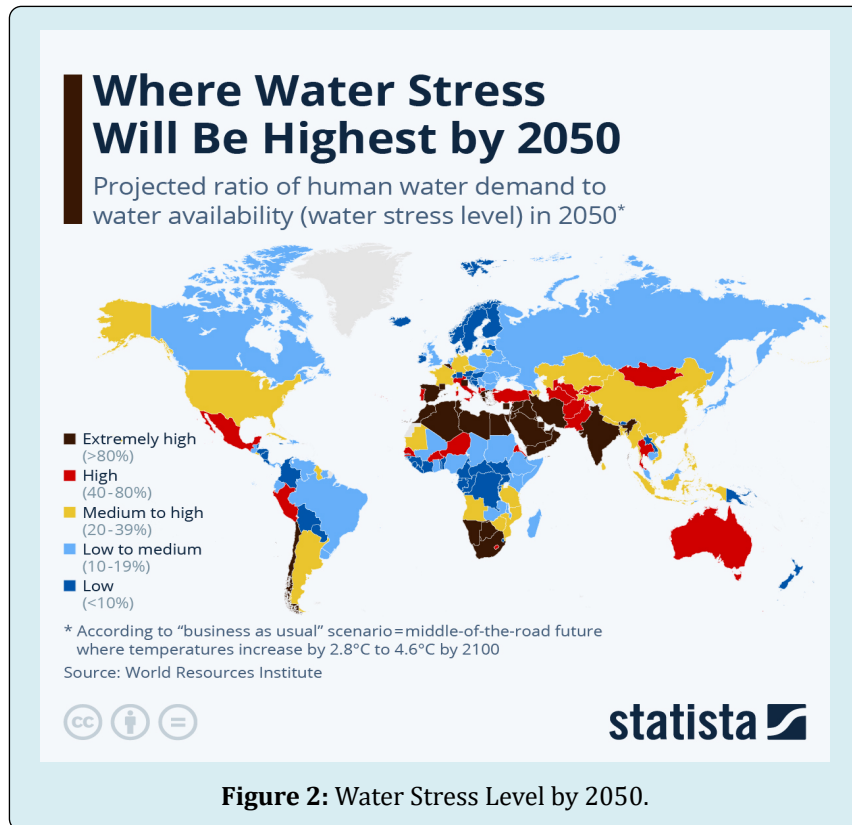 Where Water Stress
Will Be Highest by 2050
Projected ratio of human water demand to
water availability (water stress level) in 2050*
Extremely high
(>80%)
High
(40-80%)
Medium to high
(20-39%)
Low to medium
(10-19%)
Low
(<10%)
* According to “business as usual” scenario=middle-of-the-road future
where temperatures increase by 2.8°C to 4.6°C by 2100
Source: World Resources Institute
cc
=
statista
Figure 2: Water Stress Level by 2050.